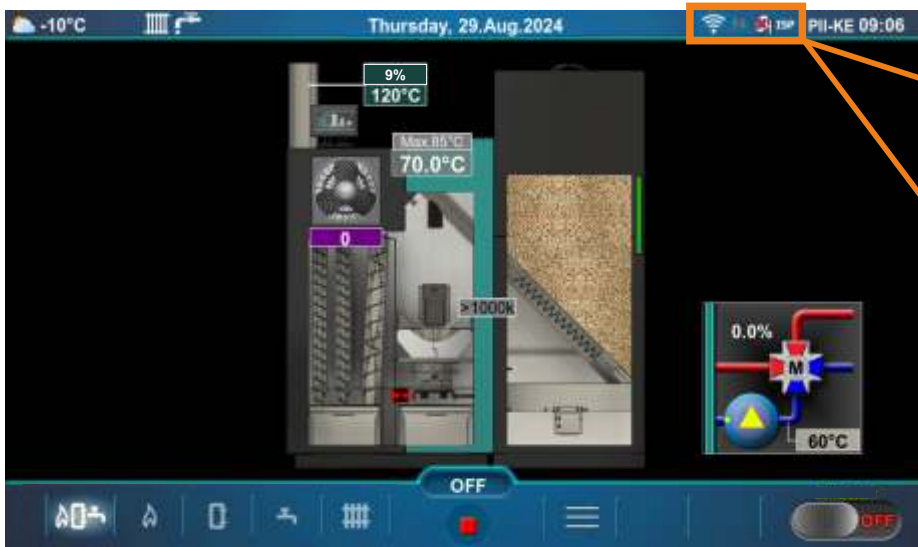 -10°C Thursday, 29.Aug.2024 TSP PII-KE 09:06
9%
120°C
Max 85°C
70.0°C
0
>1000k
0.0%
M
60°C
OFF
OFF